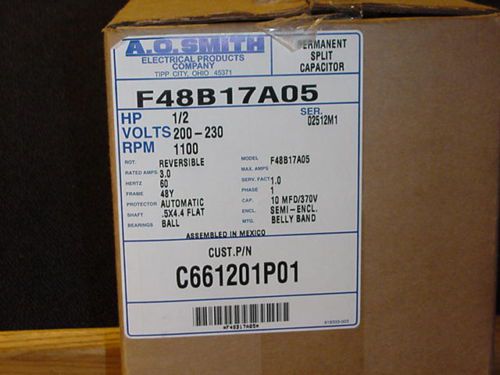 A.O.SMITH
ELECTRICAL PRODUCTS
COMPANY
TIPP CITY, OHIO 45371
PERMANENT
SPLIT
CAPACITOR
F48B17A05
HP 1/2
SER.
02512M1
VOLTS 200-230
RPM 1100
ROT. REVERSIBLE
MODEL F48B17A05
RATED AMPS. 3.0
MAX. AMPS
HERTZ 60
SERV. FACT. 1.0
FRAME 48Y
PHASE 1
PROTECTOR AUTOMATIC
CAP. 10 MFD/370V
SHAFT .5X4.4 FLAT
ENCL. SEMI-ENCL.
BEARINGS BALL
MTG. BELLY BAND
ASSEMBLED IN MEXICO
CUST.P/N
C661201P01
*F48B17A05*